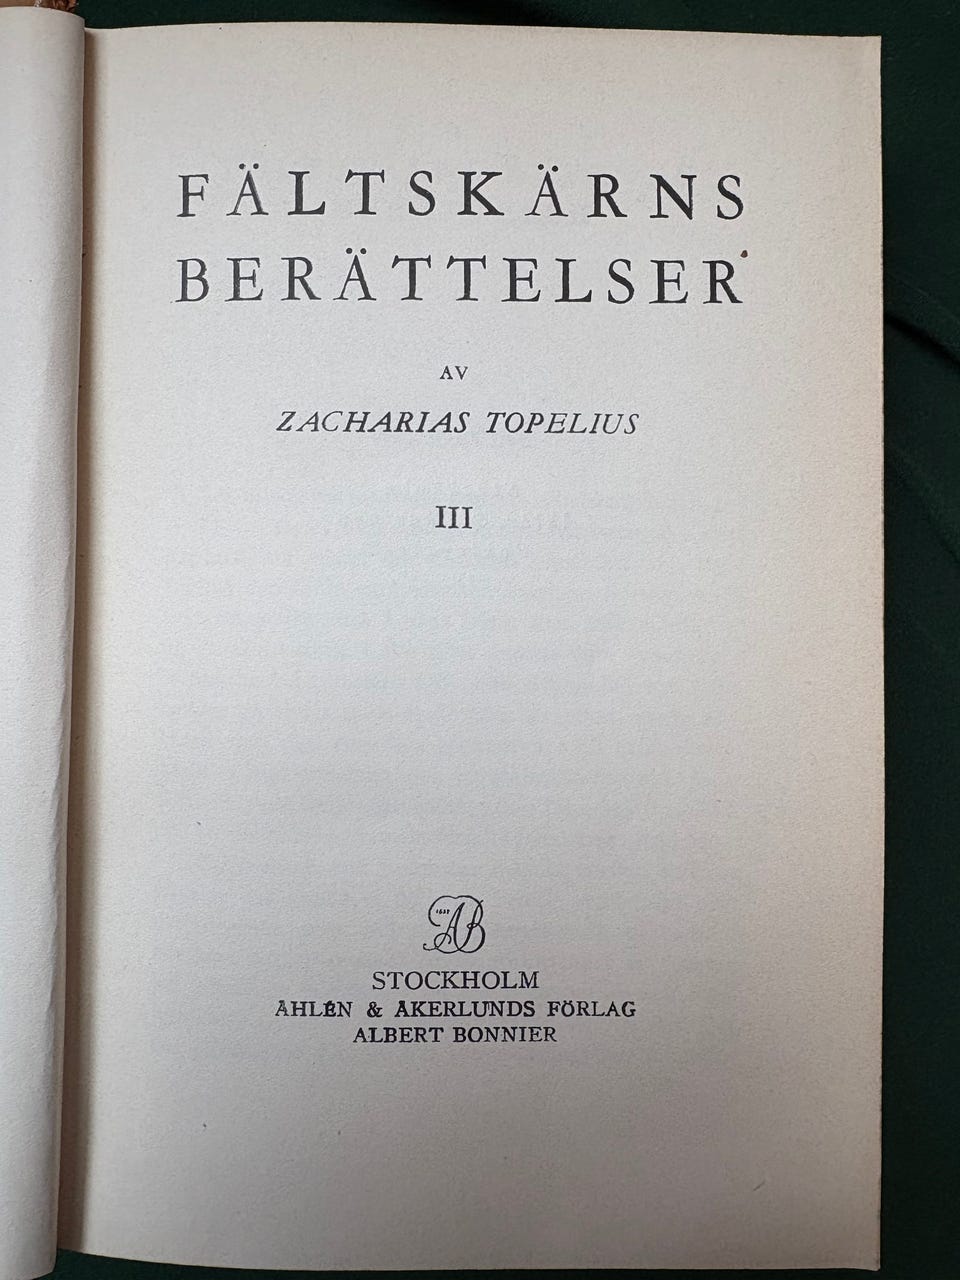 FÄLTSKÄRNS
BERÄTTELSER
AV
ZACHARIAS TOPELIUS
III
AB
STOCKHOLM
ÅHLÉN & ÅKERLUNDS FÖRLAG
ALBERT BONNIER